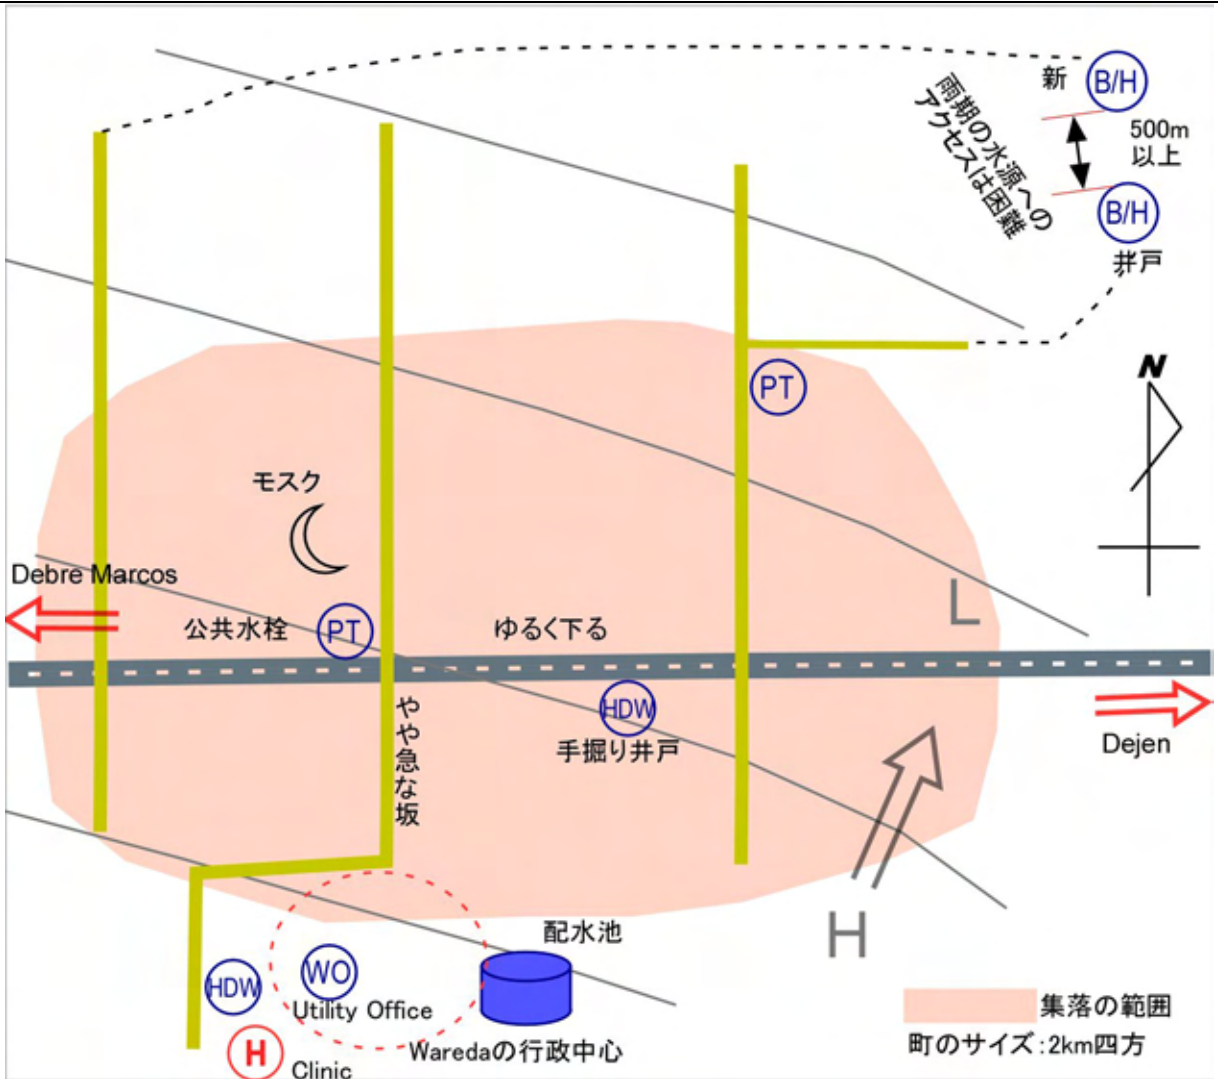 新
B/H
500m
以上
雨期の水源への
アクセスは困難
B/H
井戸
N
PT
モスク
Debre Marcos
公共水栓
PT
ゆるく下る
L
HDW
手掘り井戸
やや急な坂
Dejen
H
配水池
HDW
WO
Utility Office
Waredaの行政中心
H
Clinic
集落の範囲
町のサイズ:2km四方